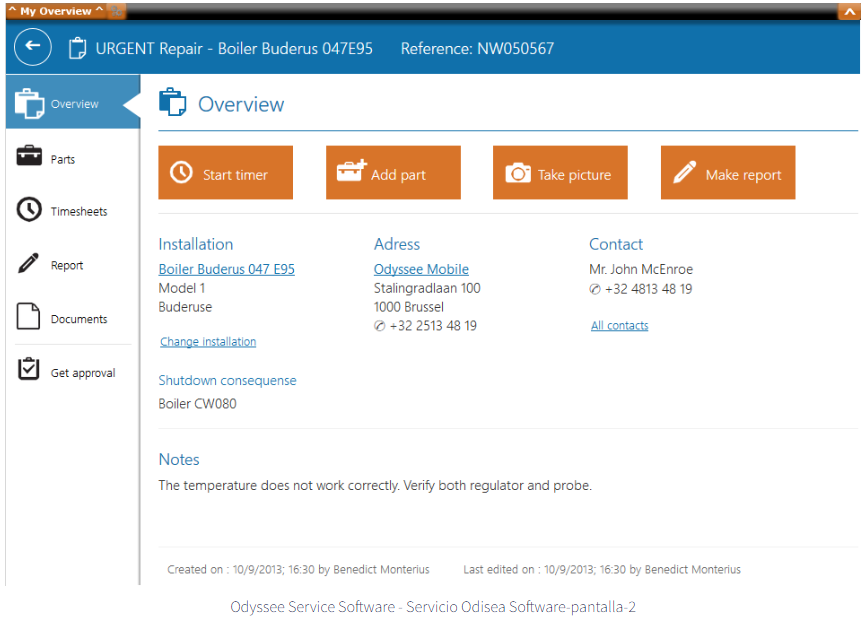 ^ My Overview ^
URGENT Repair - Boiler Buderus 047E95 Reference: NW050567
Overview
Parts
Timesheets
Report
Documents
Get approval
Overview
Start timer
Add part
Take picture
Make report
Installation
Boiler Buderus 047 E95
Model 1
Buderuse
Change installation
Adress
Odyssee Mobile
Stalingradlaan 100
1000 Brussel
✆ +32 2513 48 19
Contact
Mr. John McEnroe
✆ +32 4813 48 19
All contacts
Shutdown consequense
Boiler CW080
Notes
The temperature does not work correctly. Verify both regulator and probe.
Created on : 10/9/2013; 16:30 by Benedict Monterius Last edited on : 10/9/2013; 16:30 by Benedict Monterius
Odyssee Service Software - Servicio Odisea Software-pantalla-2